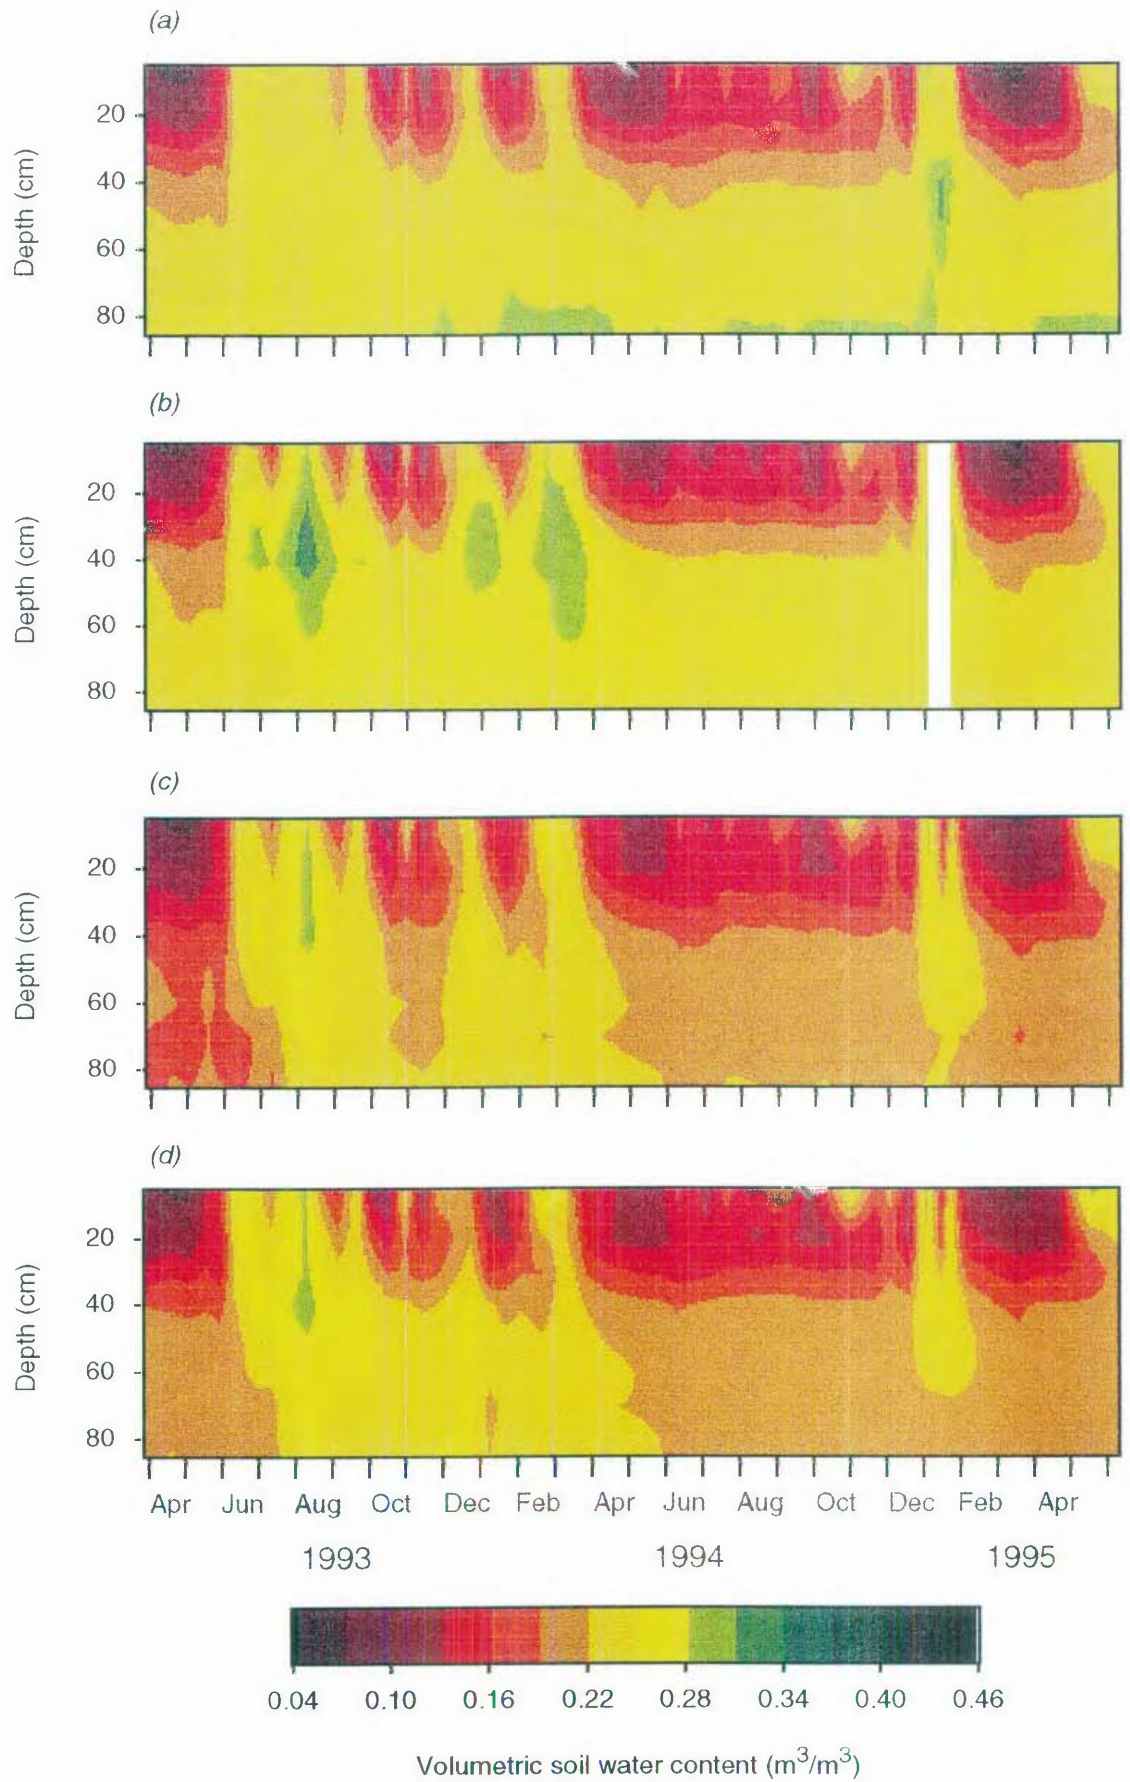 (a)
20
40
60
80
Depth (cm)
(b)
20
40
60
80
Depth (cm)
(c)
20
40
60
80
Depth (cm)
(d)
20
40
60
80
Depth (cm)
Apr Jun Aug Oct Dec Feb Apr Jun Aug Oct Dec Feb Apr
1993 1994 1995
0.04 0.10 0.16 0.22 0.28 0.34 0.40 0.46
Volumetric soil water content (m³/m³)